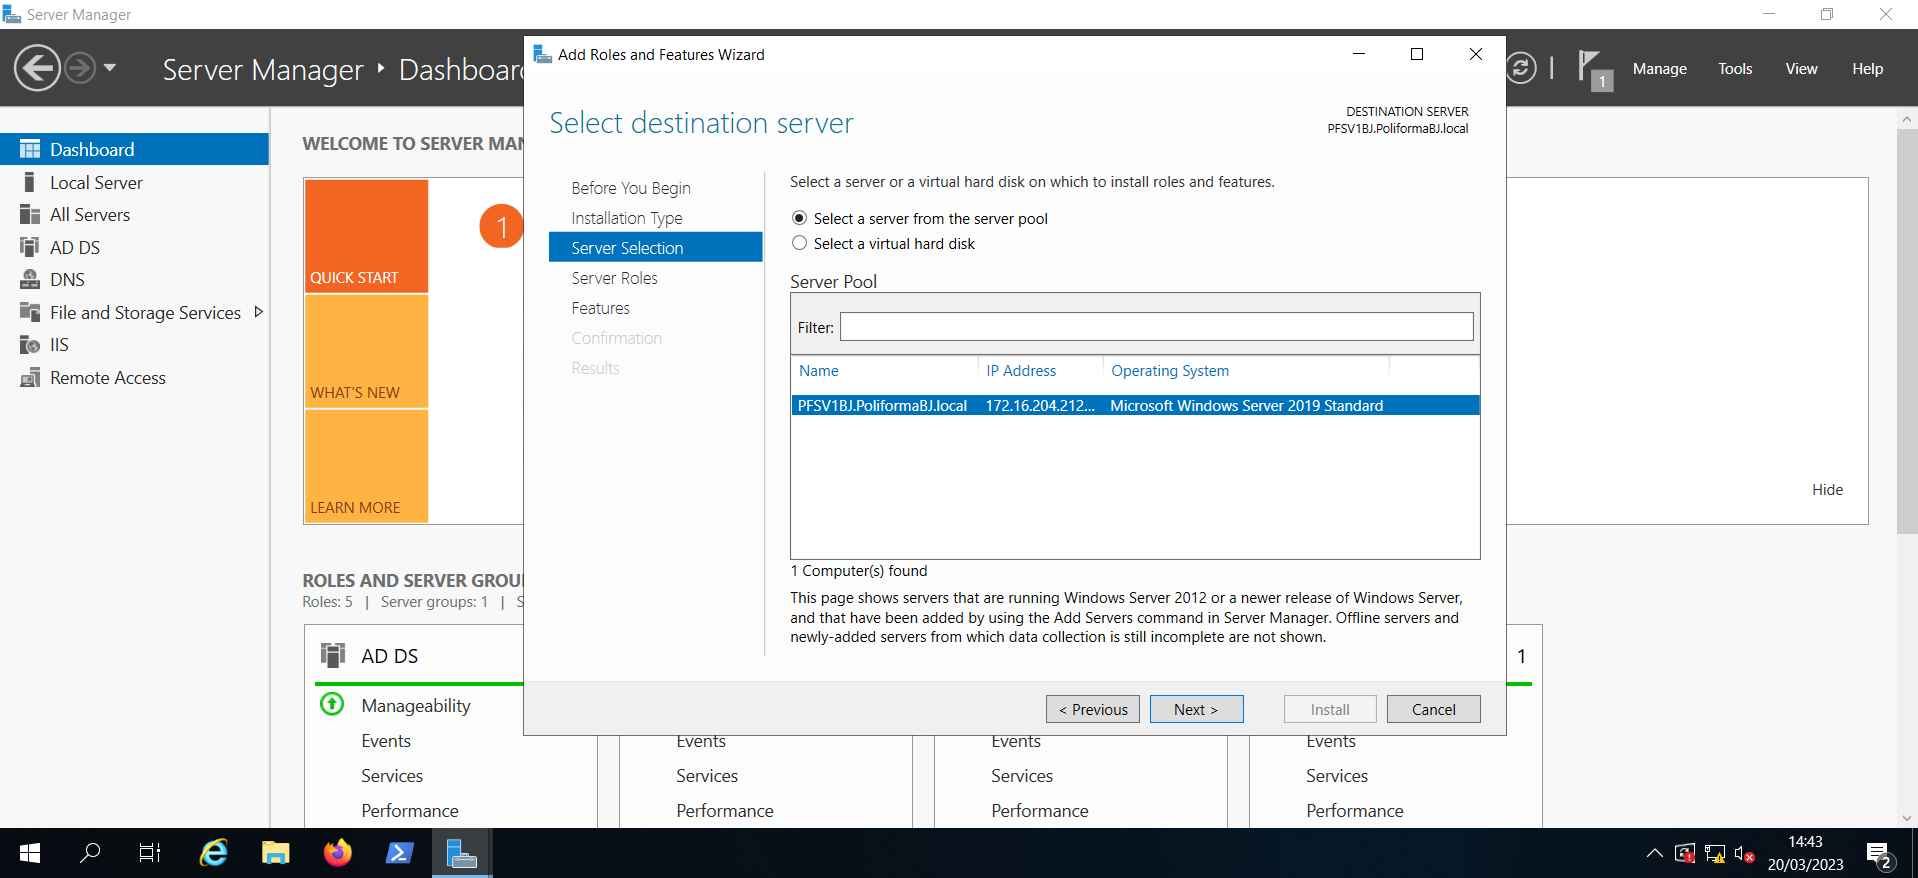 Server Manager
Server Manager ‣ Dashboard
1
Manage
Tools
View
Help
Dashboard
Local Server
All Servers
AD DS
DNS
File and Storage Services
IIS
Remote Access
WELCOME TO SERVER MAN
QUICK START
WHAT'S NEW
LEARN MORE
1
Hide
ROLES AND SERVER GROU
Roles: 5 | Server groups: 1 | S
AD DS
Manageability
Events
Services
Performance
Events
Services
Performance
Events
Services
Performance
1
Events
Services
Performance
Add Roles and Features Wizard
Select destination server
DESTINATION SERVER
PFSV1BJ.PoliformaBJ.local
Before You Begin
Installation Type
Server Selection
Server Roles
Features
Confirmation
Results
Select a server or a virtual hard disk on which to install roles and features.
Select a server from the server pool
Select a virtual hard disk
Server Pool
Filter:
Name IP Address Operating System
PFSV1BJ.PoliformaBJ.local 172.16.204.212... Microsoft Windows Server 2019 Standard
1 Computer(s) found
This page shows servers that are running Windows Server 2012 or a newer release of Windows Server,
and that have been added by using the Add Servers command in Server Manager. Offline servers and
newly-added servers from which data collection is still incomplete are not shown.
< Previous
Next >
Install
Cancel
14:43
20/03/2023
2